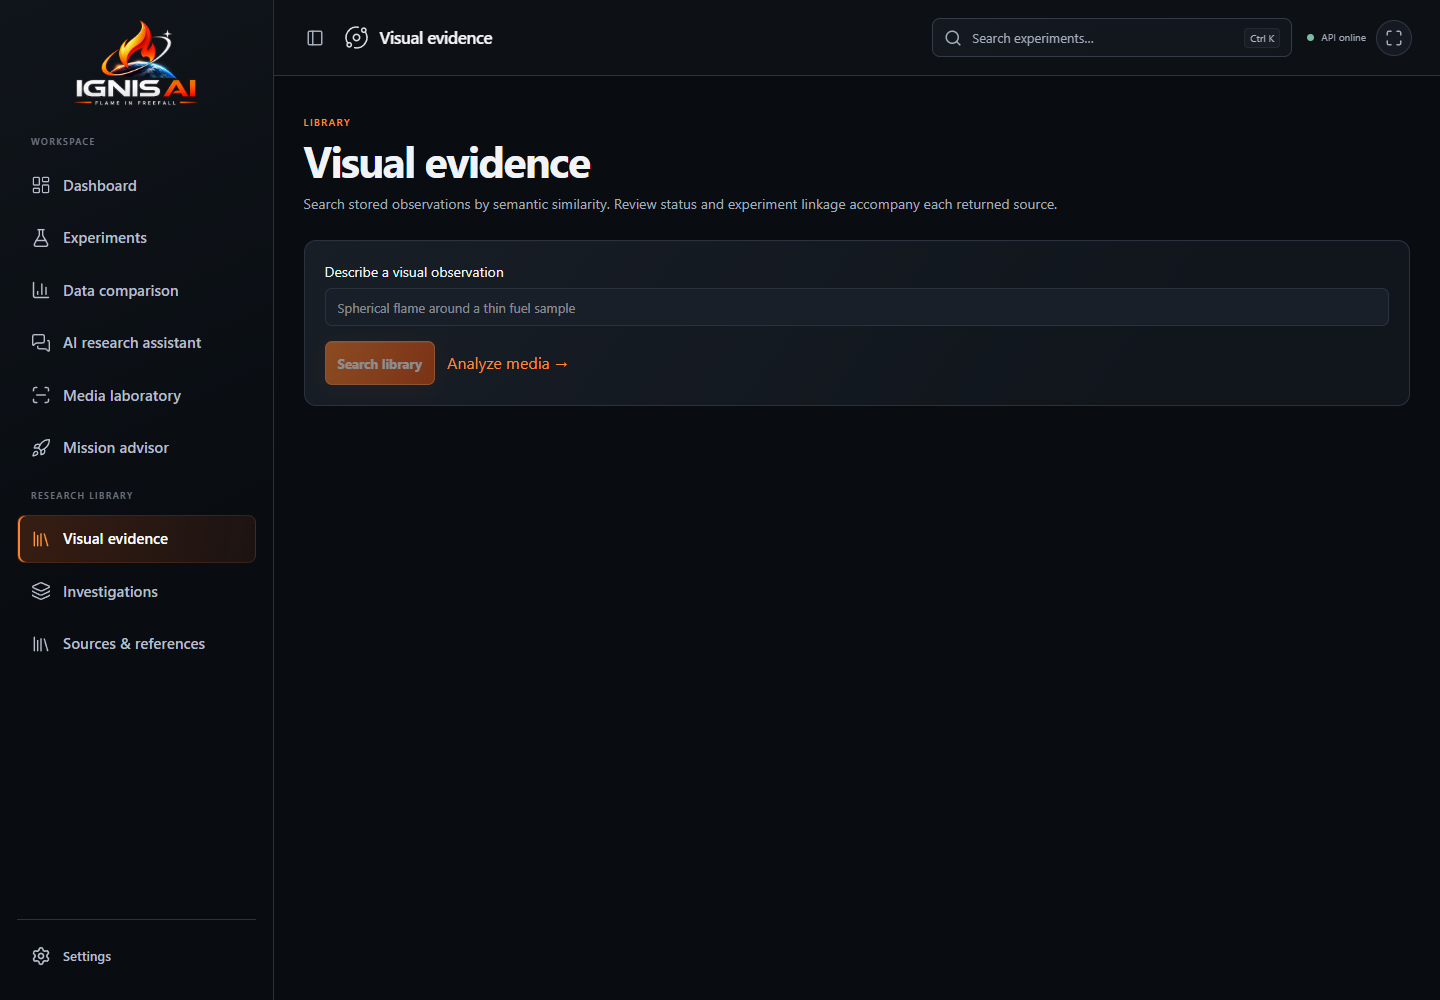 IGNIS AI
FLAME IN FREEFALL
WORKSPACE
Dashboard
Experiments
Data comparison
AI research assistant
Media laboratory
Mission advisor
RESEARCH LIBRARY
Visual evidence
Investigations
Sources & references
Settings
Visual evidence
Search experiments...
Ctrl K
API online
LIBRARY
Visual evidence
Search stored observations by semantic similarity. Review status and experiment linkage accompany each returned source.
Describe a visual observation
Spherical flame around a thin fuel sample
Search library
Analyze media →